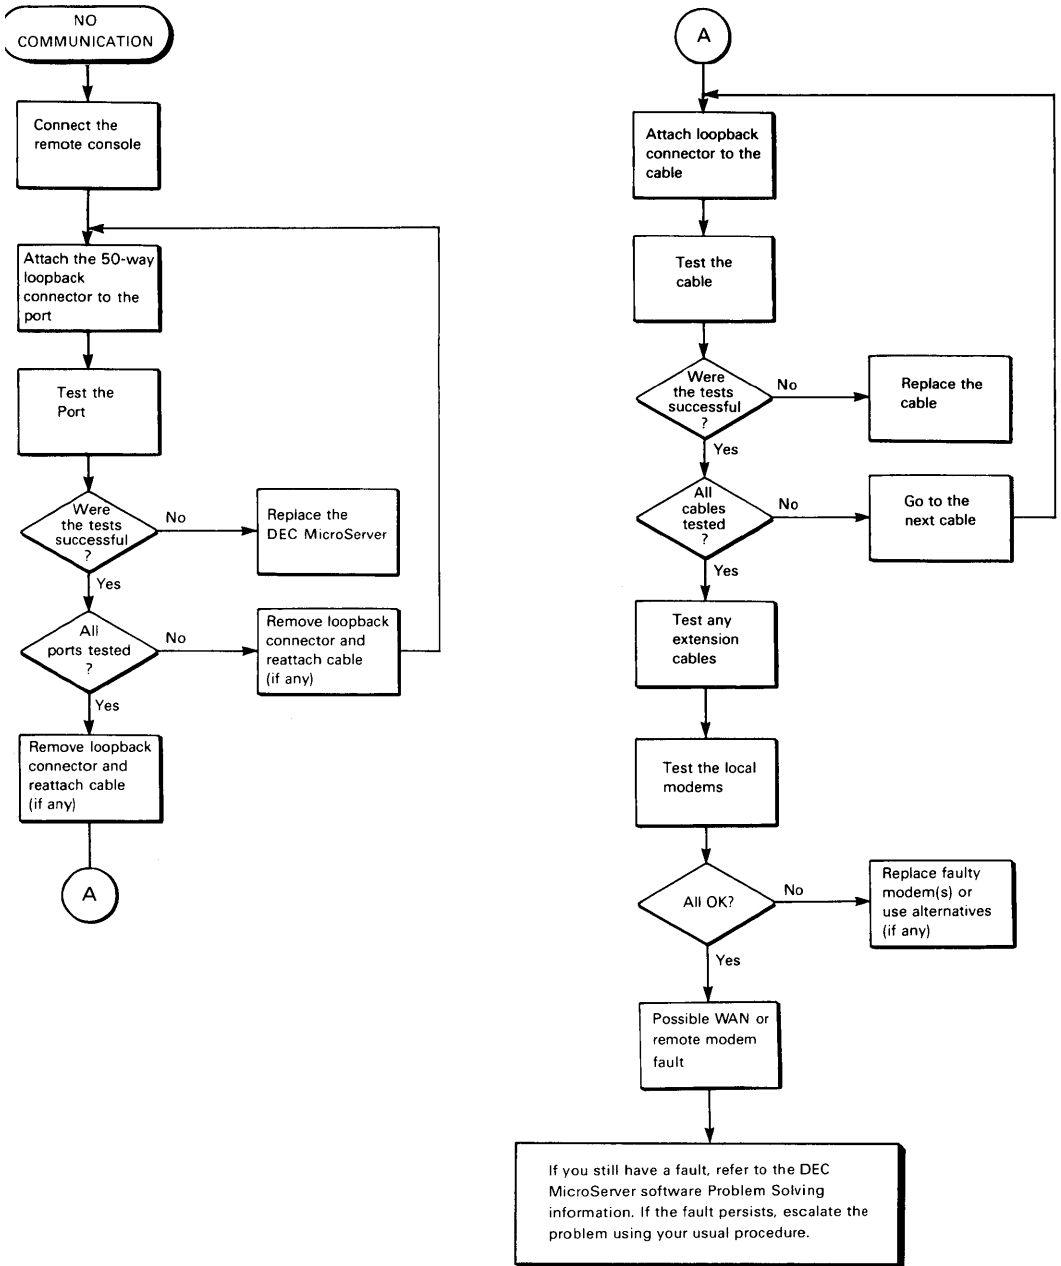 NO
COMMUNICATION
Connect the
remote console
Attach the 50-way
loopback
connector to the
port
Test the
Port
Were
the tests
successful
?
No
Replace the
DEC MicroServer
Yes
All
ports tested
?
No
Remove loopback
connector and
reattach cable
(if any)
Yes
Remove loopback
connector and
reattach cable
(if any)
A
A
Attach loopback
connector to the
cable
Test the
cable
Were
the tests
successful
?
No
Replace the
cable
Yes
All
cables
tested
?
No
Go to the
next cable
Yes
Test any
extension
cables
Test the local
modems
All OK?
No
Replace faulty
modem(s) or
use alternatives
(if any)
Yes
Possible WAN or
remote modem
fault
If you still have a fault, refer to the DEC
MicroServer software Problem Solving
information. If the fault persists, escalate the
problem using your usual procedure.